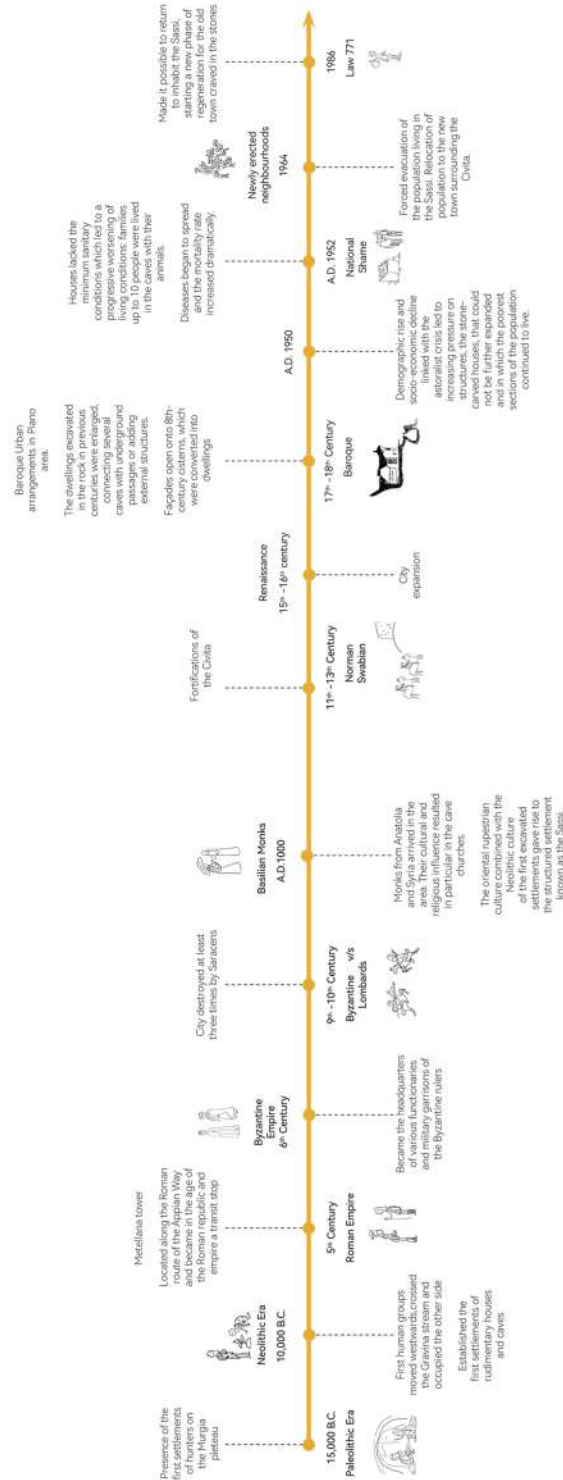 Presence of the
first settlements
of hunters on
the Murgia
pleteau
15,000 B.C.
Paleolithic Era
Neolithic Era
10,000 B.C.
First human groups
moved westwards,crossed
the Gravina stream and
occupied the other side
Established the
first settlements of
rudimentary houses
and caves
Metellana tower
Located along the Roman
route of the Appian Way
and became in the age of
the Roman republic and
empire a transit stop
5th Century
Roman Empire
Byzantine
Empire
6th Century
Became the headquarters
of various functionaries
and military garrisons of
the Byzantine rulers
City destroyed at least
three times by Saracens
9th -10th Century
Byzantine v/s
Lombards
Basilian Monks
A.D.1000
Monks from Anatolia
and Syria arrived in the
area. Their cultural and
religious influence resulted
in particular in the cave
churches.
The oriental rupestrian
culture combined with the
Neolithic culture
of the first excavated
settlements gave rise to
the structured settlement
known as the Sassi.
Fortifications of
the Civita
11th -13th Century
Norman
Swabian
Renaissance
15th -16th century
City
expansion
Baroque Urban
arrangements in Piano
area.
The dwellings excavated
in the rock in previous
centuries were enlarged,
connecting several
caves with underground
passages or adding
external structures.
Façades open onto 8th-
century cisterns, which
were converted into
dwellings
17th -18th Century
Baroque
A.D. 1950
Demographic rise and
socio-economic decline
linked with the
astoralist crisis led to
increasing pressure on
structures, the stone-
carved houses, that could
not be further expanded
and in which the poorest
sections of the population
continued to live.
Houses lacked the
minimum sanitary
conditions which led to a
progressive worsening of
living conditions: families
up to 10 people were lived
in the caves with their
animals.
Diseases began to spread
and the mortality rate
increased dramatically.
A.D. 1952
National
Shame
Newly erected
neighbourhoods
1964
Forced evacuation of
the population living in
the Sassi. Relocation of
population to the new
town surrounding the
Civita.
Made it possible to return
to inhabit the Sassi,
starting a new phase of
regeneration for the old
town craved in the stones
1986
Law 771